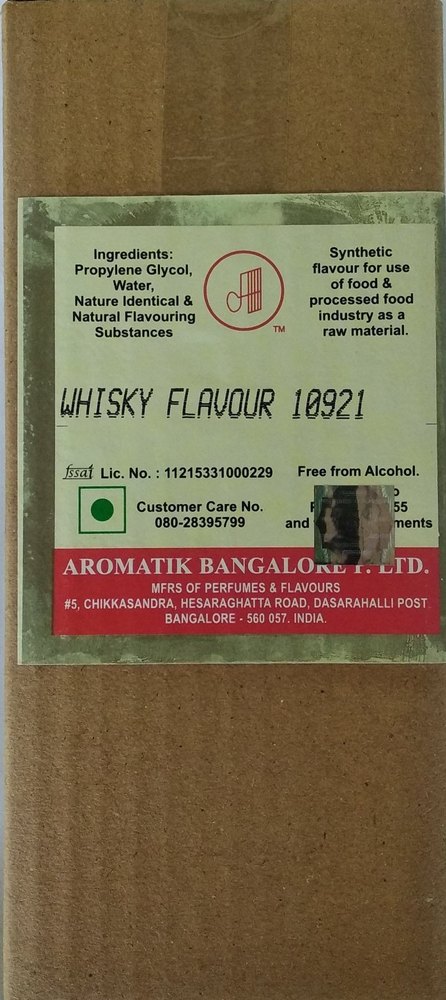 Ingredients:
Propylene Glycol,
Water,
Nature Identical &
Natural Flavouring
Substances
TM
Synthetic
flavour for use
of food &
processed food
industry as a
raw material.
WHISKY FLAVOUR 10921
fssai Lic. No. : 11215331000229
Free from Alcohol.
Customer Care No.
080-28395799
55
and
AROMATIK BANGALORE P. LTD.
MFRS OF PERFUMES & FLAVOURS
#5, CHIKKASANDRA, HESARAGHATTA ROAD, DASARAHALLI POST
BANGALORE - 560 057. INDIA.